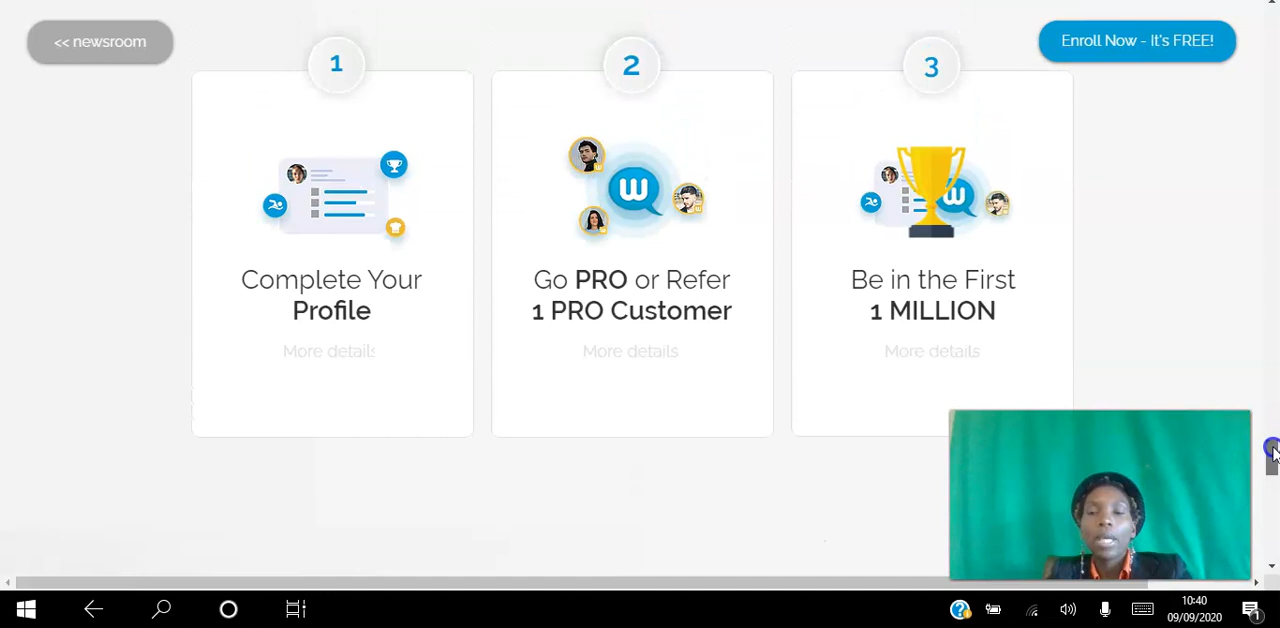 << newsroom
Enroll Now - It's FREE!
1
2
3
Complete Your
Profile
More details
W
Go PRO or Refer
1 PRO Customer
More details
W
Be in the First
1 MILLION
More details
10:40
09/09/2020
1